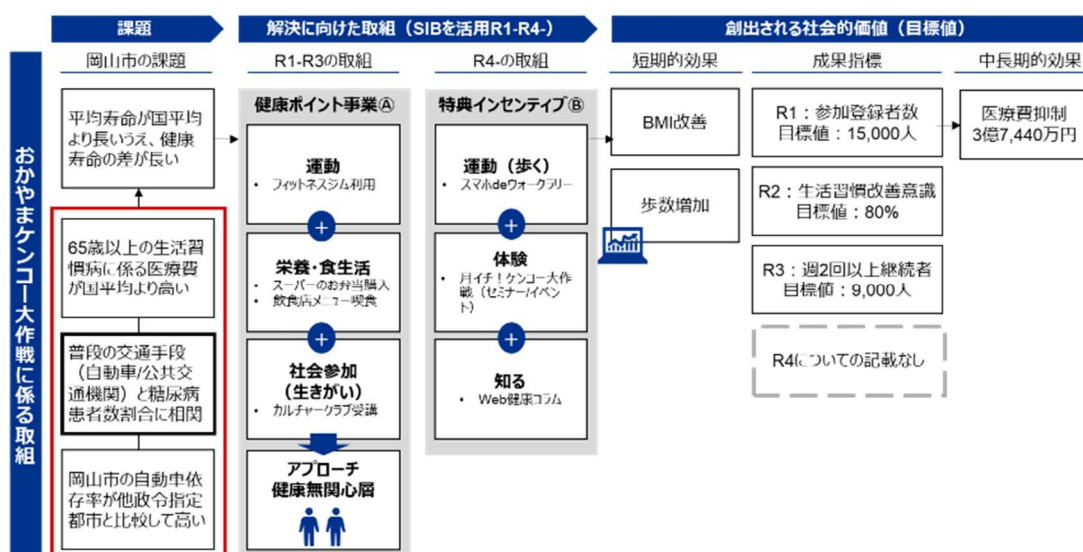 課題
解決に向けた取組（SIBを活用R1-R4-）
創出される社会的価値（目標値）
岡山市の課題
R1-R3の取組
R4-の取組
短期的効果
成果指標
中長期的効果
おかやまケンコー大作戦に係る取組
平均寿命が国平均
より長いうえ、健康
寿命の差が長い
65歳以上の生活習
慣病に係る医療費
が国平均より高い
普段の交通手段
（自動車/公共交
通機関）と糖尿病
患者数割合に相関
岡山市の自動車依
存率が他政令指定
都市と比較して高い
健康ポイント事業Ⓐ
運動
• フィットネスジム利用
+
栄養・食生活
• スーパーのお弁当購入
• 飲食店メニュー喫食
+
社会参加
（生きがい）
• カルチャークラブ受講
アプローチ
健康無関心層
特典インセンティブⒷ
運動（歩く）
• スマホdeウォークラリー
+
体験
• 月イチ！ケンコー大作
戦（セミナー/イベン
ト）
+
知る
• Web健康コラム
BMI改善
歩数増加
R1：参加登録者数
目標値：15,000人
R2：生活習慣改善意識
目標値：80%
R3：週2回以上継続者
目標値：9,000人
R4についての記載なし
医療費抑制
3億7,440万円